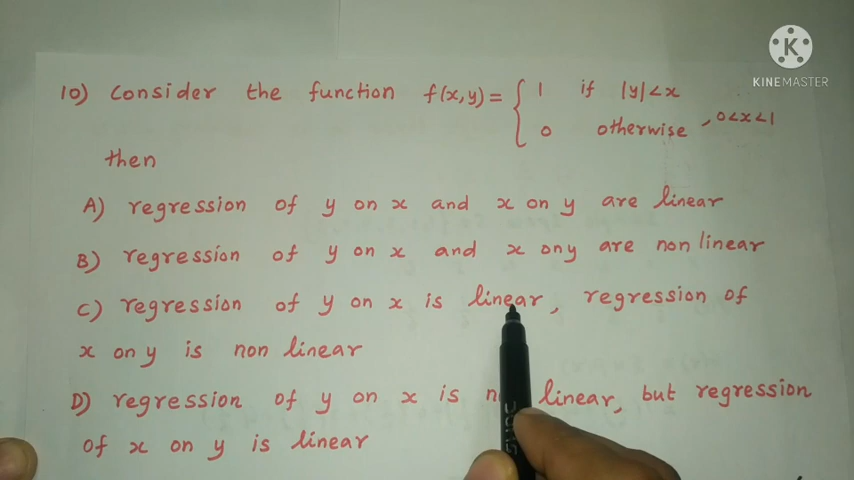 K
KINEMASTER
10) Consider the function f(x,y) = { 1 if |y|<x
0 otherwise , 0<x<1
then
A) regression of y on x and x on y are linear
B) regression of y on x and x ony are non linear
C) regression of y on x is linear, regression of
x on y is non linear
D) regression of y on x is linear, but regression
of x on y is linear